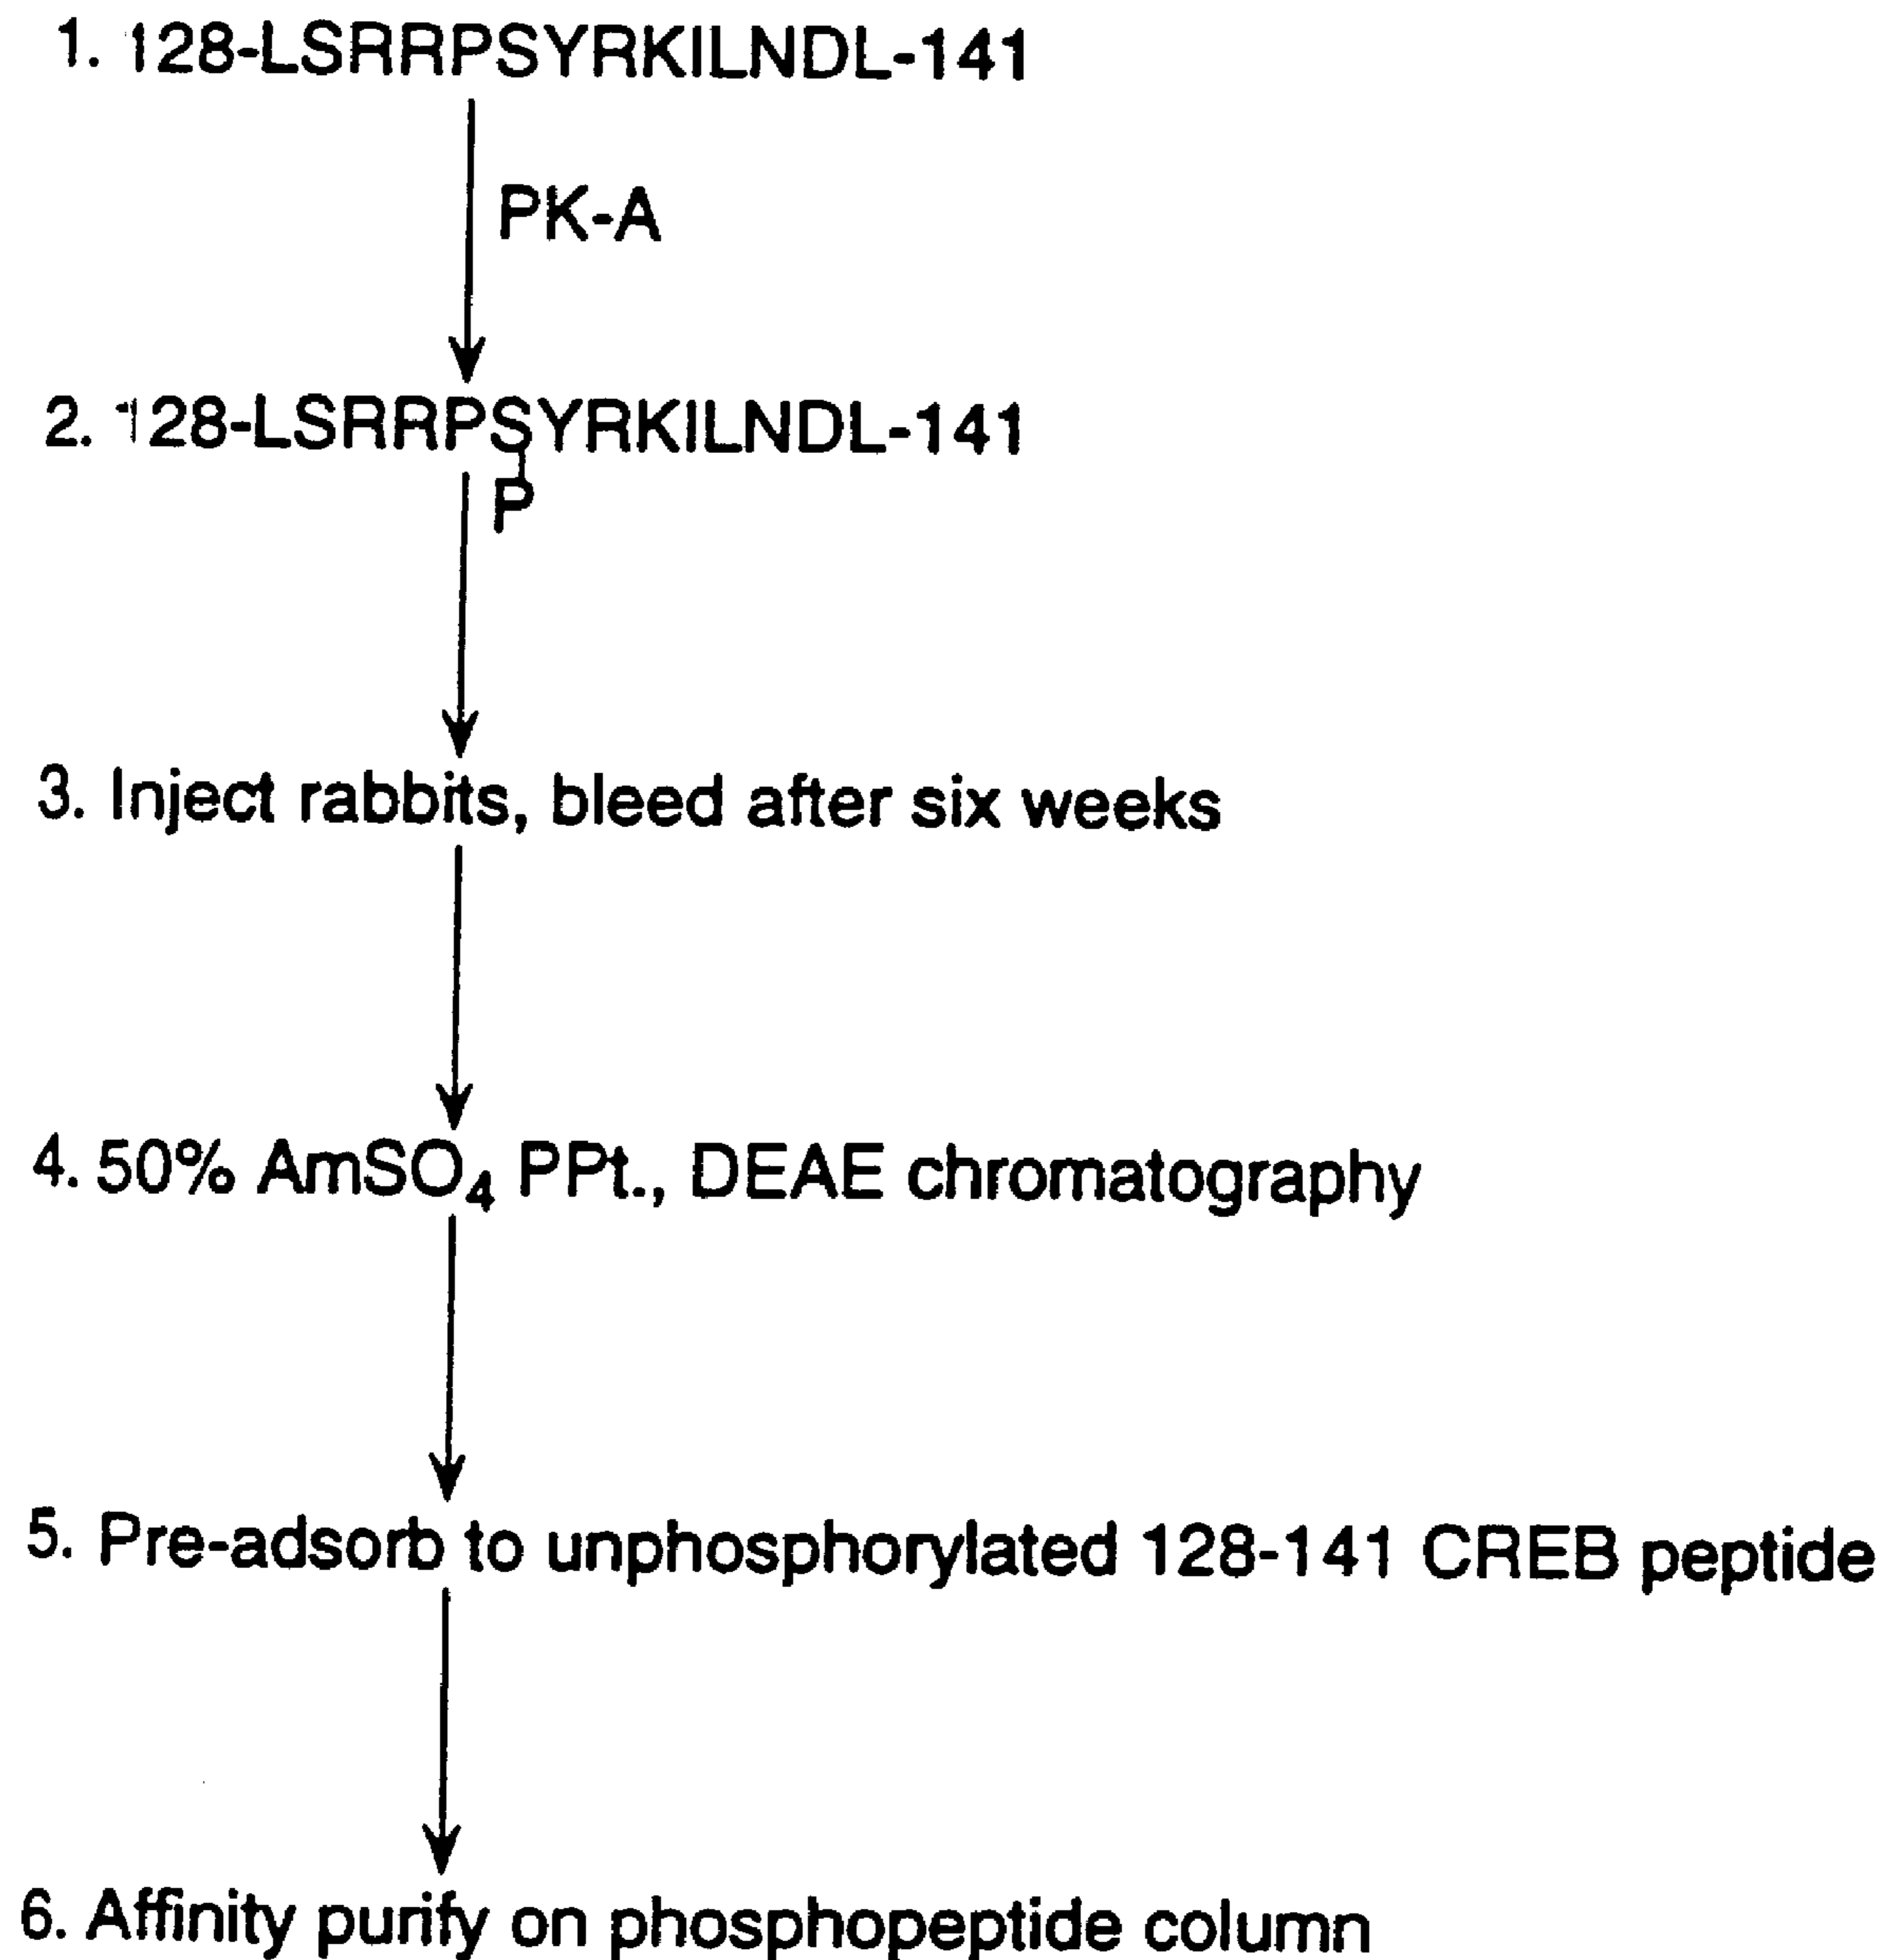 1. 128-LSRRPSYRKILNDL-141
PK-A
2. 128-LSRRPSYRKILNDL-141
P
3. Inject rabbits, bleed after six weeks
4. 50% AmSO₄ PPt., DEAE chromatography
5. Pre-adsorb to unphosphorylated 128-141 CREB peptide
6. Affinity purify on phosphopeptide column